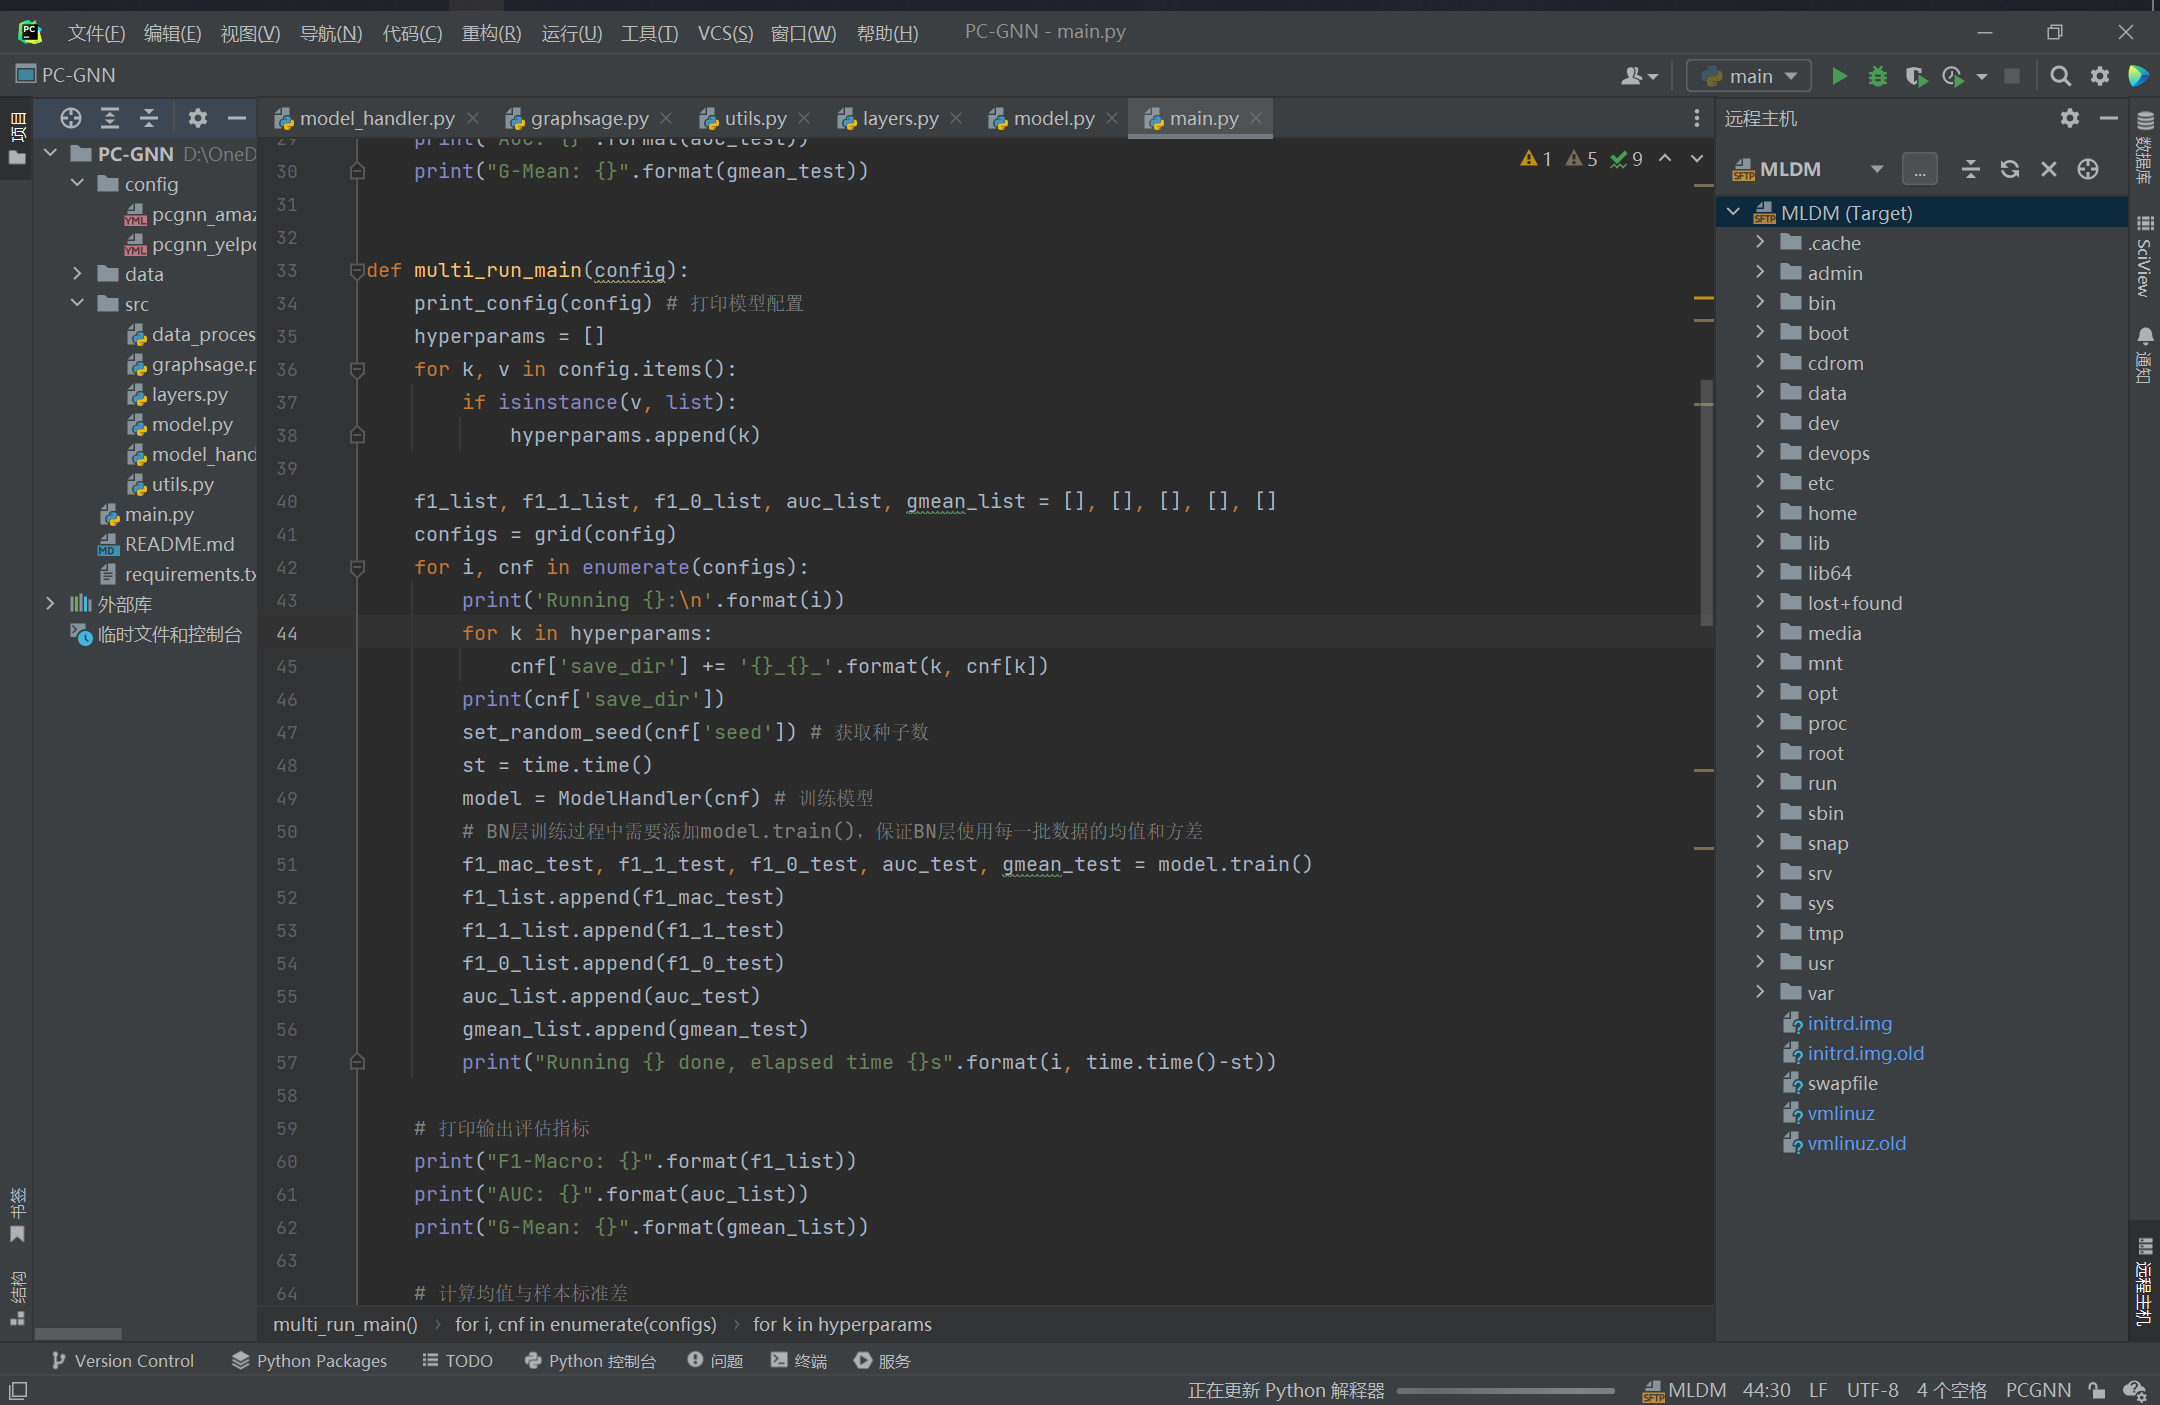 文件(F) 编辑(E) 视图(V) 导航(N) 代码(C) 重构(R) 运行(U) 工具(T) VCS(S) 窗口(W) 帮助(H) PC-GNN - main.py
PC-GNN
main
项目
model_handler.py
graphsage.py
utils.py
layers.py
model.py
main.py
PC-GNN D:\OneD
config
pcgnn_amaz
pcgnn_yelpc
data
src
data_proces
graphsage.p
layers.py
model.py
model_hand
utils.py
main.py
README.md
requirements.tx
外部库
临时文件和控制台
书签
结构
1 5 9
29 print("AUC: {}".format(auc_test))
30 print("G-Mean: {}".format(gmean_test))
31
32
33 def multi_run_main(config):
34 print_config(config) # 打印模型配置
35 hyperparams = []
36 for k, v in config.items():
37 if isinstance(v, list):
38 hyperparams.append(k)
39
40 f1_list, f1_1_list, f1_0_list, auc_list, gmean_list = [], [], [], [], []
41 configs = grid(config)
42 for i, cnf in enumerate(configs):
43 print('Running {}:\n'.format(i))
44 for k in hyperparams:
45 cnf['save_dir'] += '{}_{}_'.format(k, cnf[k])
46 print(cnf['save_dir'])
47 set_random_seed(cnf['seed']) # 获取种子数
48 st = time.time()
49 model = ModelHandler(cnf) # 训练模型
50 # BN层训练过程中需要添加model.train()，保证BN层使用每一批数据的均值和方差
51 f1_mac_test, f1_1_test, f1_0_test, auc_test, gmean_test = model.train()
52 f1_list.append(f1_mac_test)
53 f1_1_list.append(f1_1_test)
54 f1_0_list.append(f1_0_test)
55 auc_list.append(auc_test)
56 gmean_list.append(gmean_test)
57 print("Running {} done, elapsed time {}s".format(i, time.time()-st))
58
59 # 打印输出评估指标
60 print("F1-Macro: {}".format(f1_list))
61 print("AUC: {}".format(auc_list))
62 print("G-Mean: {}".format(gmean_list))
63
64 # 计算均值与样本标准差
multi_run_main() › for i, cnf in enumerate(configs) › for k in hyperparams
远程主机
MLDM
...
MLDM (Target)
.cache
admin
bin
boot
cdrom
data
dev
devops
etc
home
lib
lib64
lost+found
media
mnt
opt
proc
root
run
sbin
snap
srv
sys
tmp
usr
var
initrd.img
initrd.img.old
swapfile
vmlinuz
vmlinuz.old
数据库
SciView
通知
远程主机
Version Control Python Packages TODO Python 控制台 问题 终端 服务
正在更新 Python 解释器 MLDM 44:30 LF UTF-8 4 个空格 PCGNN